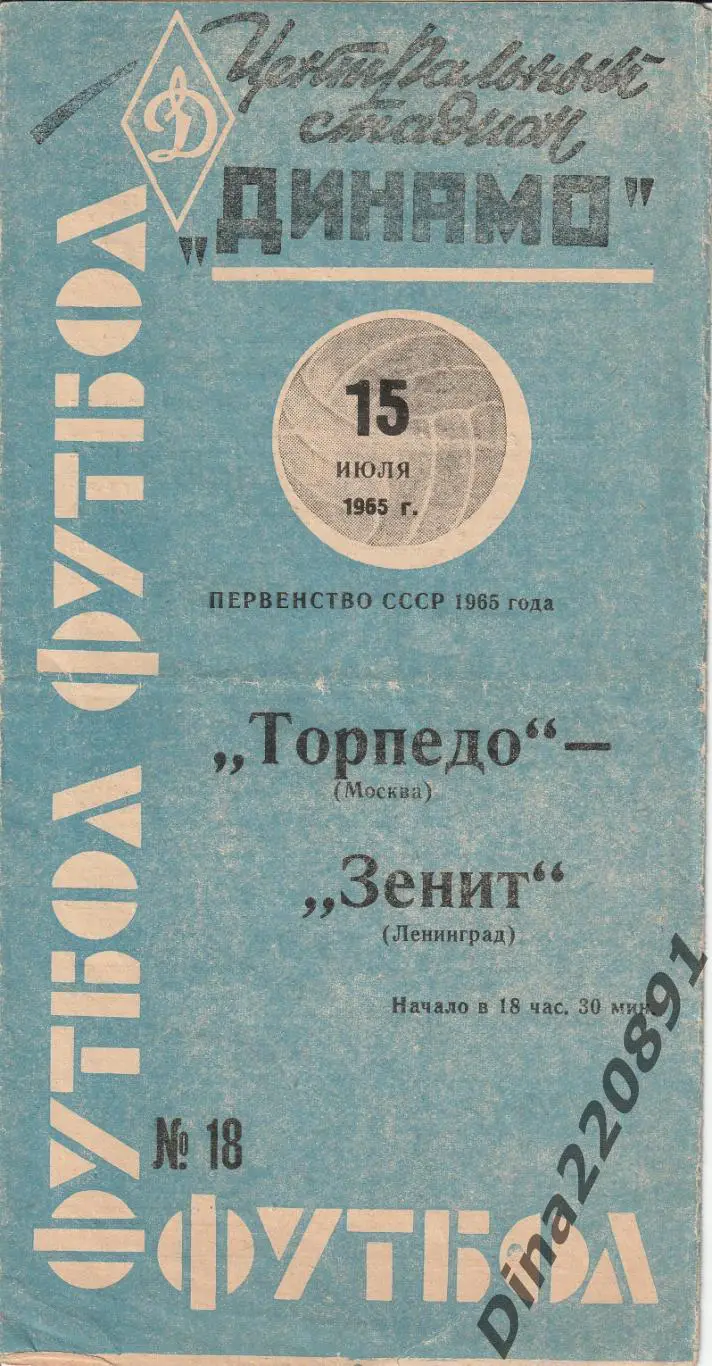 Д
Центральный
стадион
"ДИНАМО"
15
ИЮЛЯ
1965 г.
ПЕРВЕНСТВО СССР 1965 года
„Торпедо“ –
(Москва)
„Зенит“
(Ленинград)
Начало в 18 час. 30 мин.
№ 18
ФУТБОЛ
ФУТБОЛ
ФУТБОЛ
Dina220891